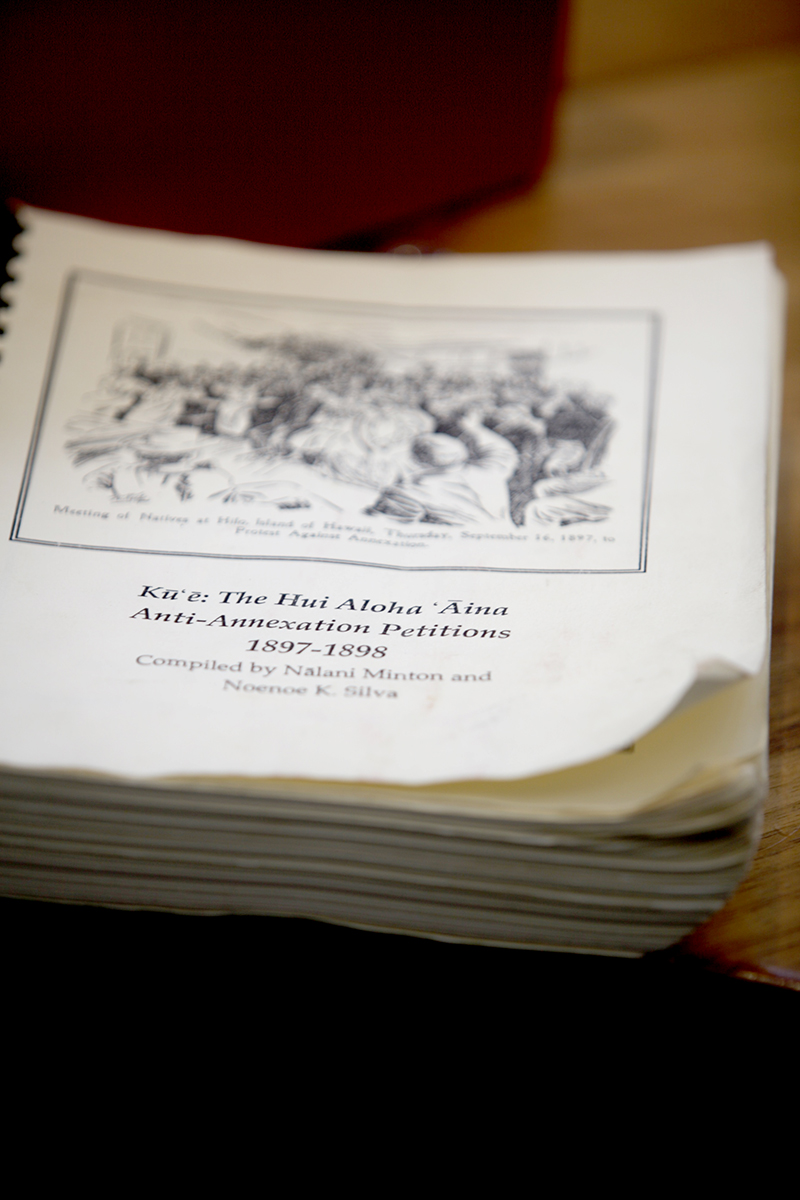 Meeting of Natives at Hilo, Island of Hawaii, Thursday, September 16, 1897, to
Protest Against Annexation.
Kūʻē: The Hui Aloha ʻĀina
Anti-Annexation Petitions
1897-1898
Compiled by Nālani Minton and
Noenoe K. Silva